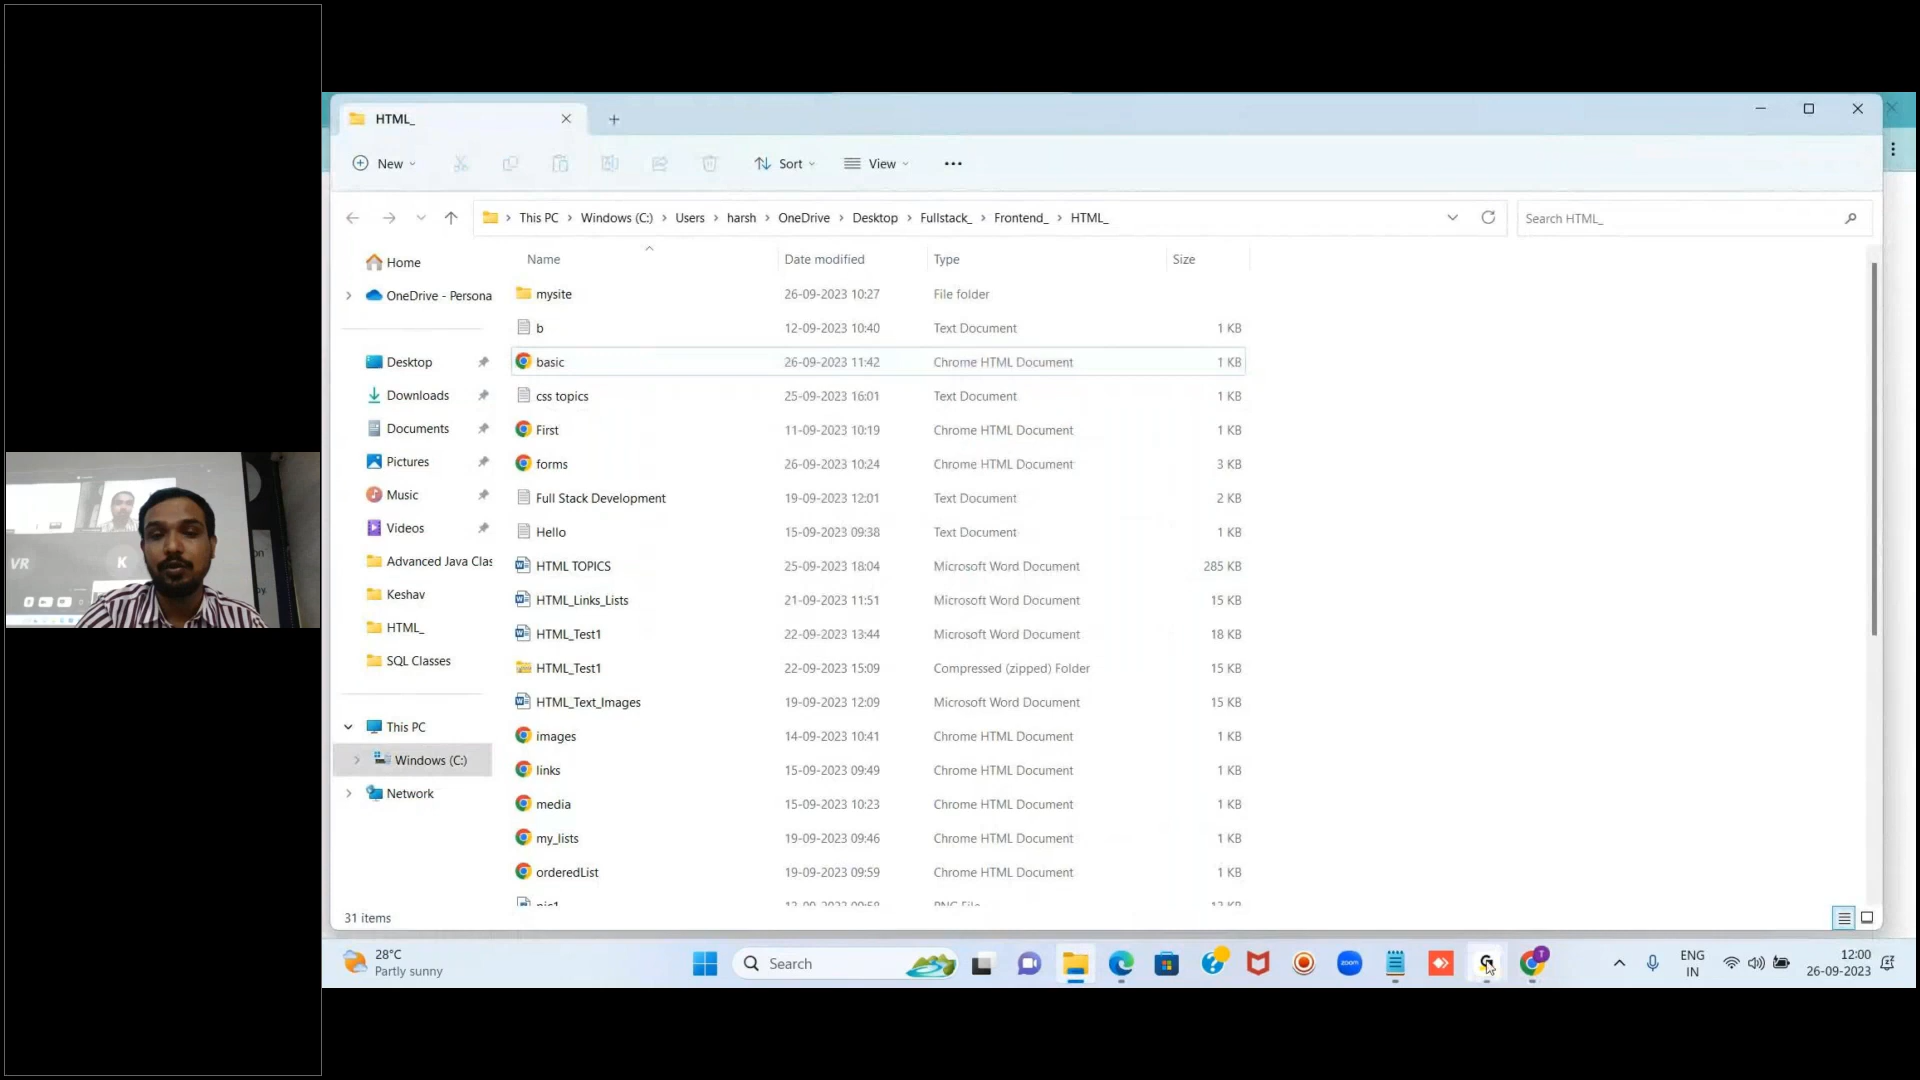 HTML_
New
Sort
View
This PC > Windows (C:) > Users > harsh > OneDrive > Desktop > Fullstack_ > Frontend_ > HTML_
Search HTML_
Name Date modified Type Size
Home
OneDrive - Persona
Desktop
Downloads
Documents
Pictures
Music
Videos
Advanced Java Clas
Keshav
HTML_
SQL Classes
This PC
Windows (C:)
Network
mysite 26-09-2023 10:27 File folder
b 12-09-2023 10:40 Text Document 1 KB
basic 26-09-2023 11:42 Chrome HTML Document 1 KB
css topics 25-09-2023 16:01 Text Document 1 KB
First 11-09-2023 10:19 Chrome HTML Document 1 KB
forms 26-09-2023 10:24 Chrome HTML Document 3 KB
Full Stack Development 19-09-2023 12:01 Text Document 2 KB
Hello 15-09-2023 09:38 Text Document 1 KB
HTML TOPICS 25-09-2023 18:04 Microsoft Word Document 285 KB
HTML_Links_Lists 21-09-2023 11:51 Microsoft Word Document 15 KB
HTML_Test1 22-09-2023 13:44 Microsoft Word Document 18 KB
HTML_Test1 22-09-2023 15:09 Compressed (zipped) Folder 15 KB
HTML_Text_Images 19-09-2023 12:09 Microsoft Word Document 15 KB
images 14-09-2023 10:41 Chrome HTML Document 1 KB
links 15-09-2023 09:49 Chrome HTML Document 1 KB
media 15-09-2023 10:23 Chrome HTML Document 1 KB
my_lists 19-09-2023 09:46 Chrome HTML Document 1 KB
orderedList 19-09-2023 09:59 Chrome HTML Document 1 KB
31 items
VR
K
28°C
Partly sunny
Search
zoom
T
ENG
IN
12:00
26-09-2023